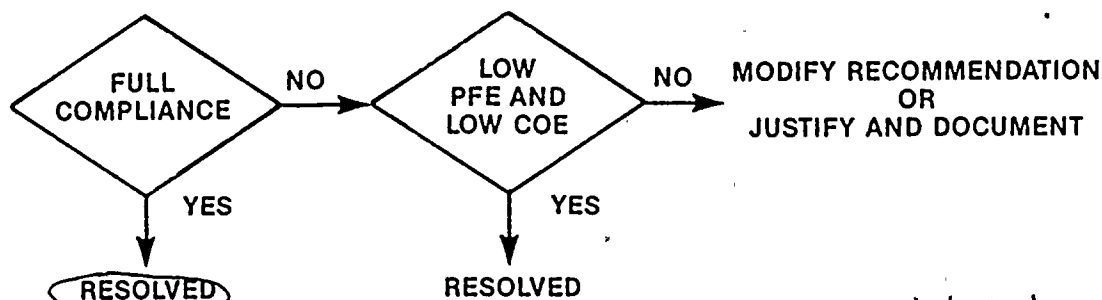 FULL
COMPLIANCE
NO
LOW
PFE AND
LOW COE
NO
MODIFY RECOMMENDATION
OR
JUSTIFY AND DOCUMENT
YES
YES
RESOLVED
RESOLVED